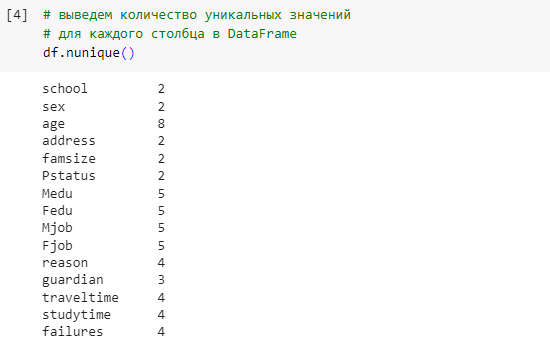 [4] # выведем количество уникальных значений
# для каждого столбца в DataFrame
df.nunique()
school 2
sex 2
age 8
address 2
famsize 2
Pstatus 2
Medu 5
Fedu 5
Mjob 5
Fjob 5
reason 4
guardian 3
traveltime 4
studytime 4
failures 4